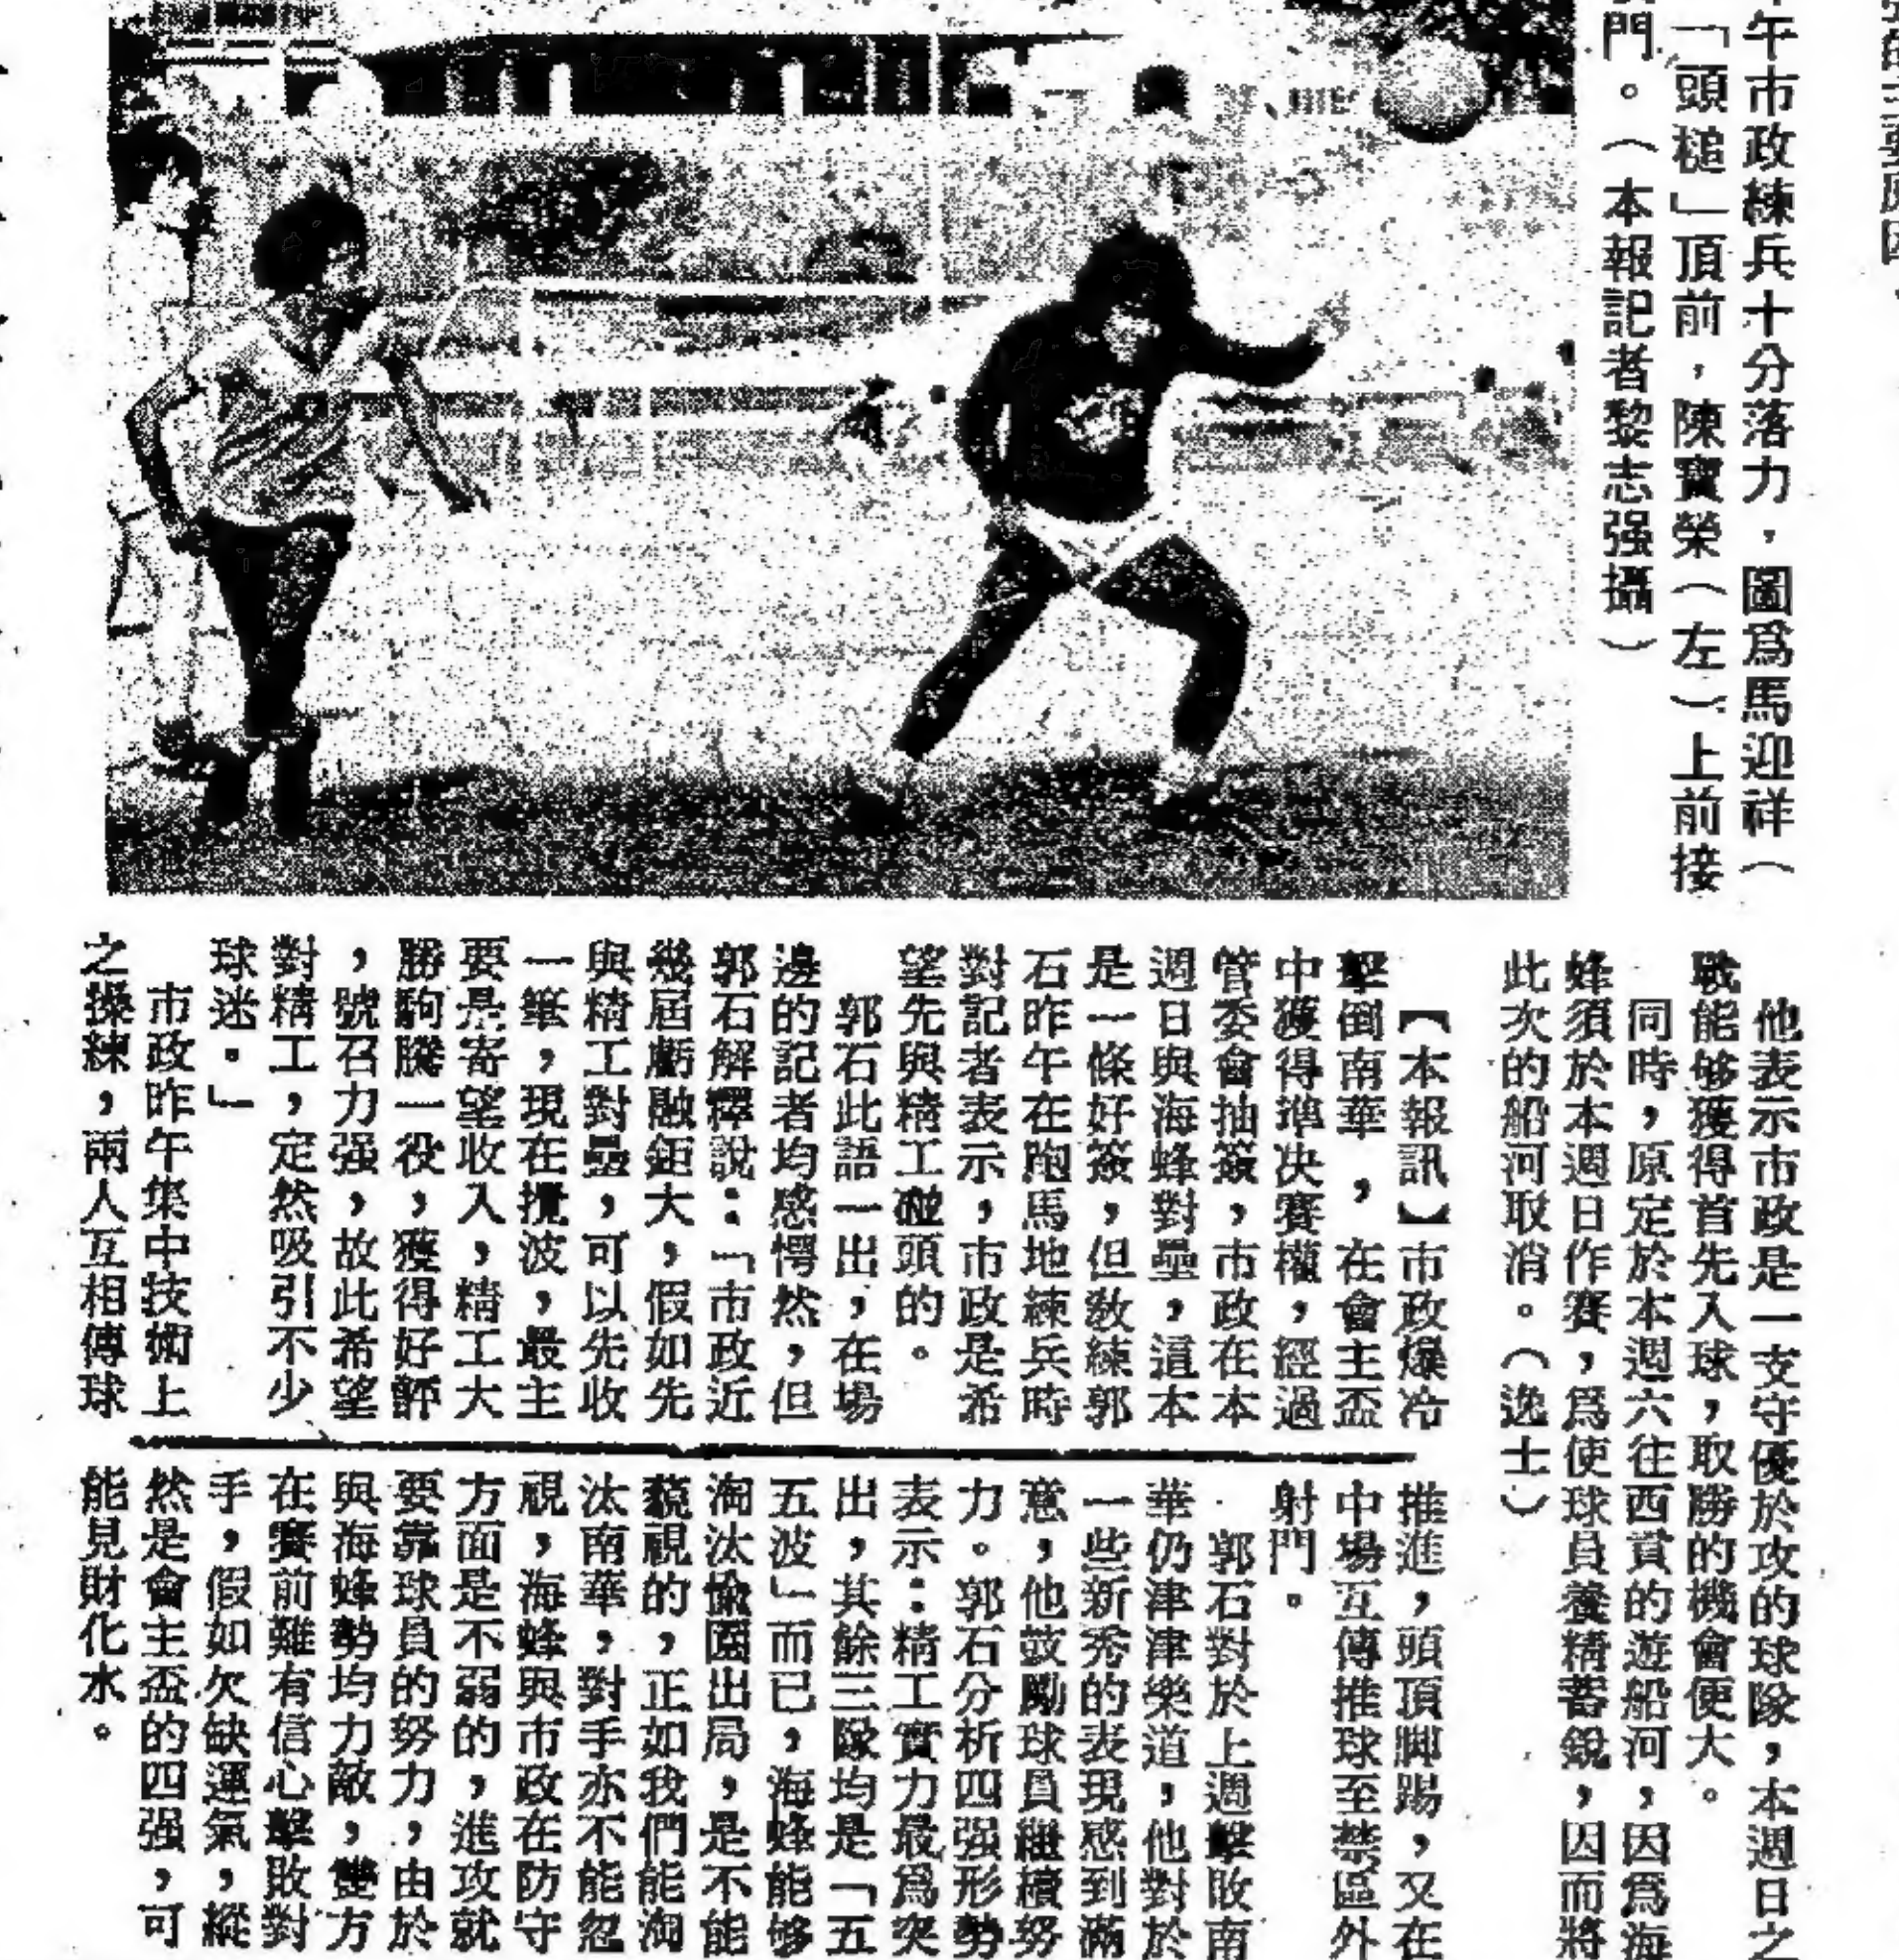 的主要原因，
午市政練兵十分落力，圖爲馬迎祥（
「頭槌」頂前，陳寶榮（左）上前接
門。（本報記者黎志强攝）
【本報訊】市政爆冷
擊倒南華，在會主盃
中獲得準决賽權，經過
管委會抽簽，市政在本
週日與海蜂對壘，這本
是一條好簽，但教練郭
石昨午在跑馬地練兵時
對記者表示，市政是希
望先與精工碰頭的。
郭石此語一出，在場
邊的記者均感愕然，但
郭石解釋說：「市政近
幾屆虧融鉅大，假如先
與精工對壘，可以先收
一筆，現在攪波，最主
要是寄望收入，精工大
勝駒騰一役，獲得好評
，號召力强，故此希望
對精工，定然吸引不少
球迷。」
市政昨午集中技術上
之操練，兩人互相傳球
推進，頭頂脚踢，又在
中場互傳推球至禁區外
射門。
郭石對於上週擊敗南
華仍津津樂道，他對於
一些新秀的表現感到滿
意，他鼓勵球員繼續努
力。郭石分析四强形勢
表示：精工實力最爲突
出，其餘三隊均是「五
五波」而已，海蜂能够
淘汰愉園出局，是不能
藐視的，正如我們能淘
汰南華，對手亦不能忽
視，海蜂與市政在防守
方面是不弱的，進攻就
要靠球員的努力，由於
與海蜂勢均力敵，雙方
在賽前難有信心擊敗對
手，假如欠缺運氣，縱
然是會主盃的四强，可
能見財化水。
他表示市政是一支守優於攻的球隊，本週日之
戰能够獲得首先入球，取勝的機會便大。
同時，原定於本週六往西貢的遊船河，因爲海
蜂須於本週日作賽，爲使球員養精蓄銳，因而將
此次的船河取消。（逸士）